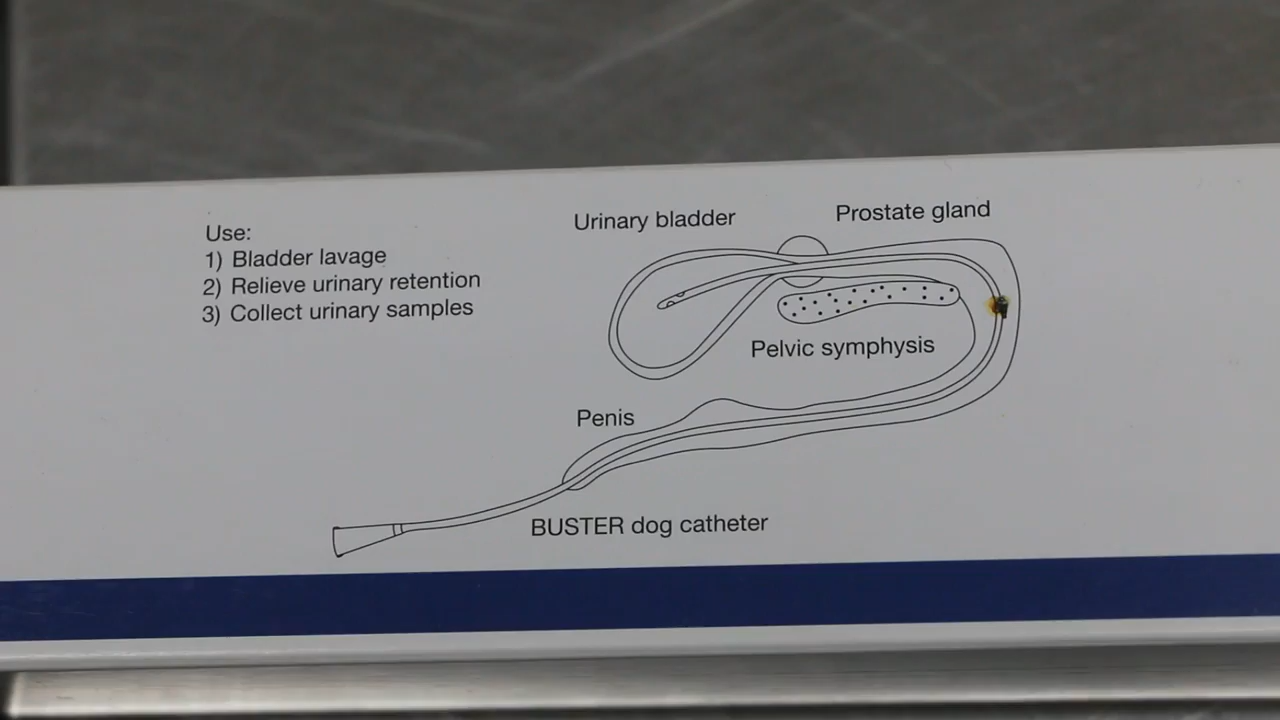 Use:
1) Bladder lavage
2) Relieve urinary retention
3) Collect urinary samples
Urinary bladder
Prostate gland
Pelvic symphysis
Penis
BUSTER dog catheter